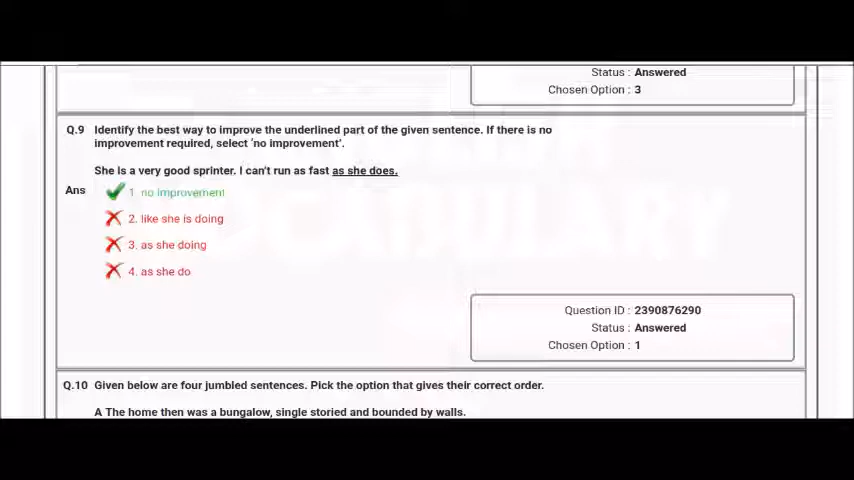 Status : Answered
Chosen Option : 3
Q.9 Identify the best way to improve the underlined part of the given sentence. If there is no
improvement required, select ‘no improvement’.
She is a very good sprinter. I can't run as fast as she does.
Ans 1 no improvement
2. like she is doing
3. as she doing
4. as she do
Question ID : 2390876290
Status : Answered
Chosen Option : 1
Q.10 Given below are four jumbled sentences. Pick the option that gives their correct order.
A The home then was a bungalow, single storied and bounded by walls.